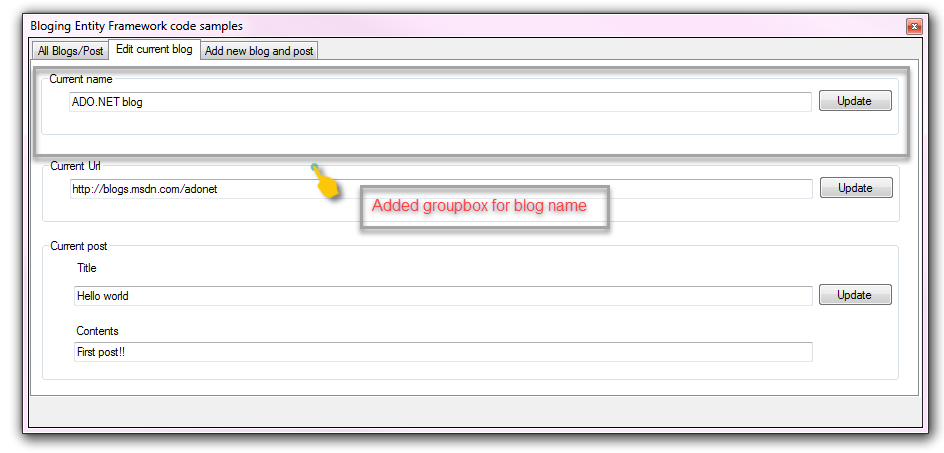 Bloging Entity Framework code samples
All Blogs/Post
Edit current blog
Add new blog and post
Current name
ADO.NET blog
Update
Current Url
http://blogs.msdn.com/adonet
Update
Added groupbox for blog name
Current post
Title
Hello world
Update
Contents
First post!!